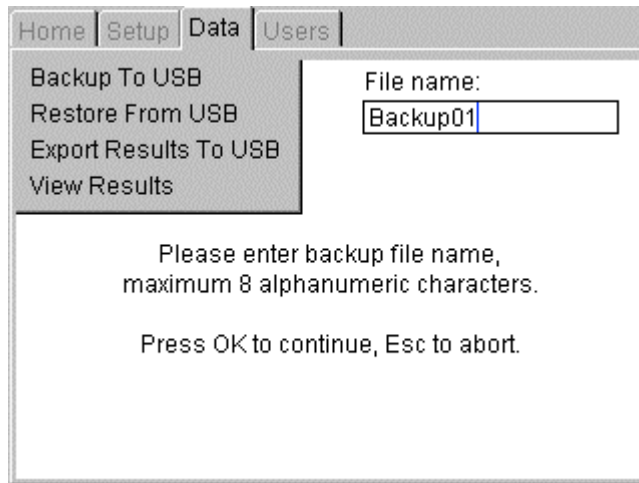 Home Setup Data Users
Backup To USB
Restore From USB
Export Results To USB
View Results
File name:
Backup01
Please enter backup file name,
maximum 8 alphanumeric characters.
Press OK to continue, Esc to abort.